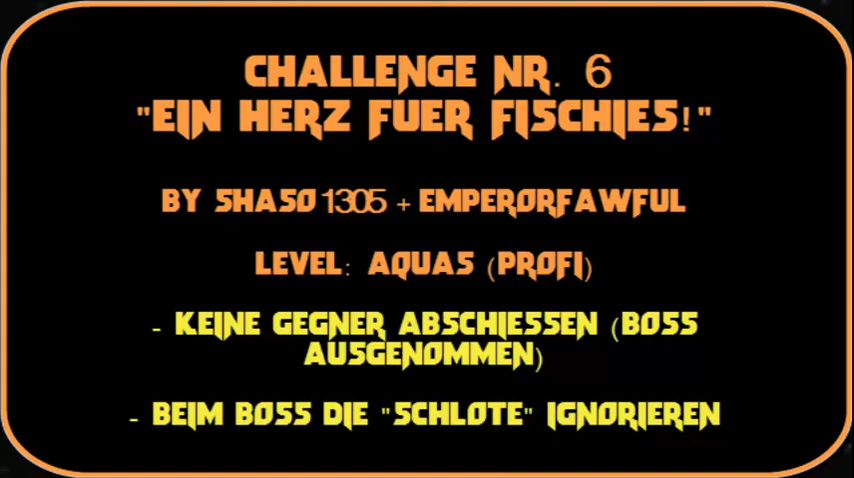 CHALLENGE NR. 6
"EIN HERZ FUER FISCHIES!"
BY SHASO1305 + EMPERORFAWFUL
LEVEL: AQUAS (PROFI)
- KEINE GEGNER ABSCHIESSEN (BOSS
AUSGENOMMEN)
- BEIM BOSS DIE "SCHLOTE" IGNORIEREN